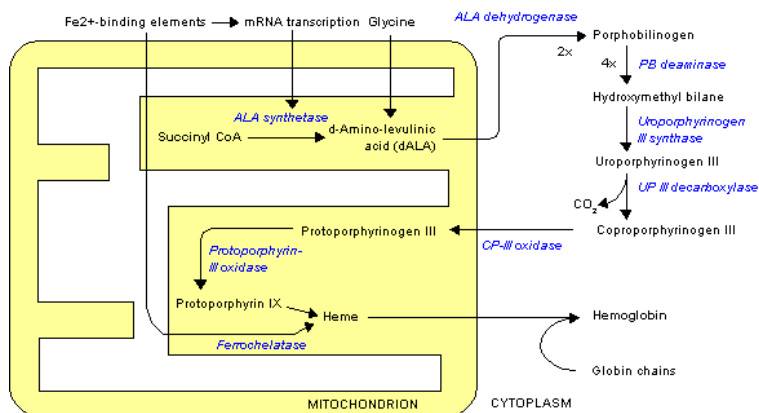 Fe2+-binding elements
mRNA transcription
Glycine
ALA dehydrogenase
2x
Porphobilinogen
4x
PB deaminase
Hydroxymethyl bilane
Uroporphyrinogen
III synthase
Uroporphyrinogen III
UP III decarboxylase
CO2
Coproporphyrinogen III
CP-III oxidase
ALA synthetase
Succinyl CoA
d-Amino-levulinic
acid (dALA)
Protoporphyrinogen III
Protoporphyrin-
III oxidase
Protoporphyrin IX
Heme
Ferrochelatase
Hemoglobin
Globin chains
MITOCHONDRION
CYTOPLASM